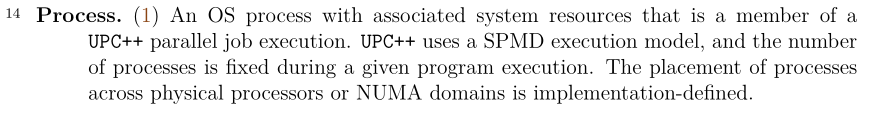 14 Process. (1) An OS process with associated system resources that is a member of a
UPC++ parallel job execution. UPC++ uses a SPMD execution model, and the number
of processes is fixed during a given program execution. The placement of processes
across physical processors or NUMA domains is implementation-defined.